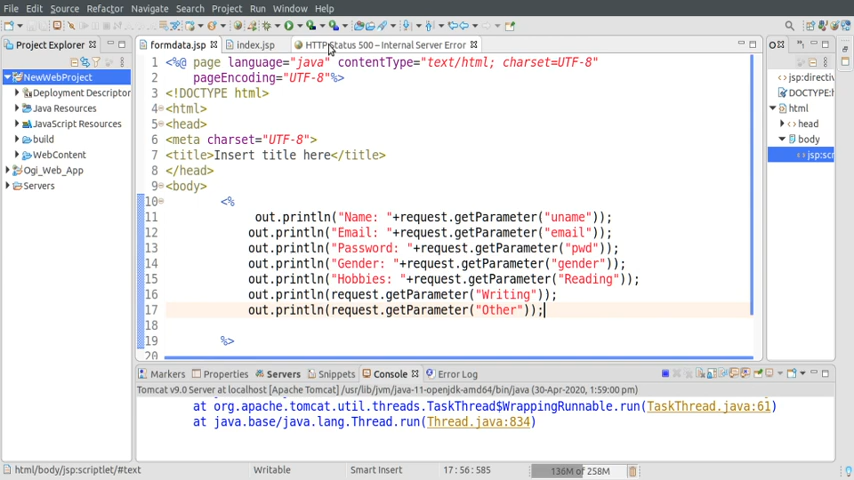 File Edit Source Refactor Navigate Search Project Run Window Help
Project Explorer
formdata.jsp
index.jsp
HTTP Status 500 – Internal Server Error
NewWebProject
Deployment Descriptor
Java Resources
JavaScript Resources
build
WebContent
Ogi_Web_App
Servers
1 <%@ page language="java" contentType="text/html; charset=UTF-8"
2 pageEncoding="UTF-8"%>
3 <!DOCTYPE html>
4 <html>
5 <head>
6 <meta charset="UTF-8">
7 <title>Insert title here</title>
8 </head>
9 <body>
10 <%
11 out.println("Name: "+request.getParameter("uname"));
12 out.println("Email: "+request.getParameter("email"));
13 out.println("Password: "+request.getParameter("pwd"));
14 out.println("Gender: "+request.getParameter("gender"));
15 out.println("Hobbies: "+request.getParameter("Reading"));
16 out.println(request.getParameter("Writing"));
17 out.println(request.getParameter("Other"));
18
19 %>
20
jsp:directiv
DOCTYPE:h
html
head
body
jsp:scr
Markers Properties Servers Snippets Console Error Log
Tomcat v9.0 Server at localhost [Apache Tomcat] /usr/lib/jvm/java-11-openjdk-amd64/bin/java (30-Apr-2020, 1:59:00 pm)
at org.apache.tomcat.util.threads.TaskThread$WrappingRunnable.run(TaskThread.java:61)
at java.base/java.lang.Thread.run(Thread.java:834)
html/body/jsp:scriptlet/#text Writable Smart Insert 17:56:585 136M of 258M